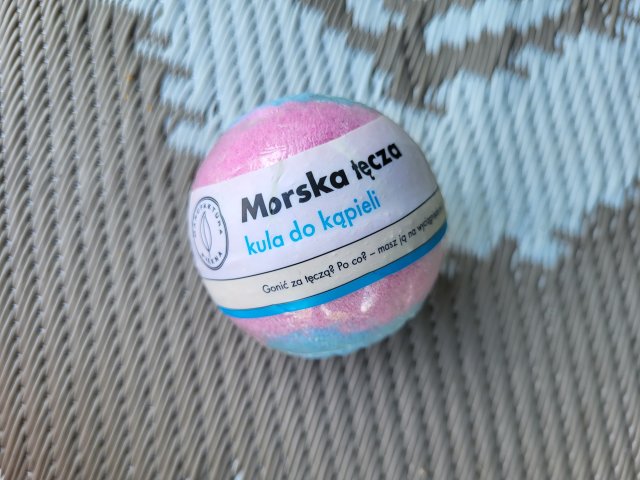 Morska tęcza
kula do kąpieli
Gonić za tęczą? Po co? – masz ją na